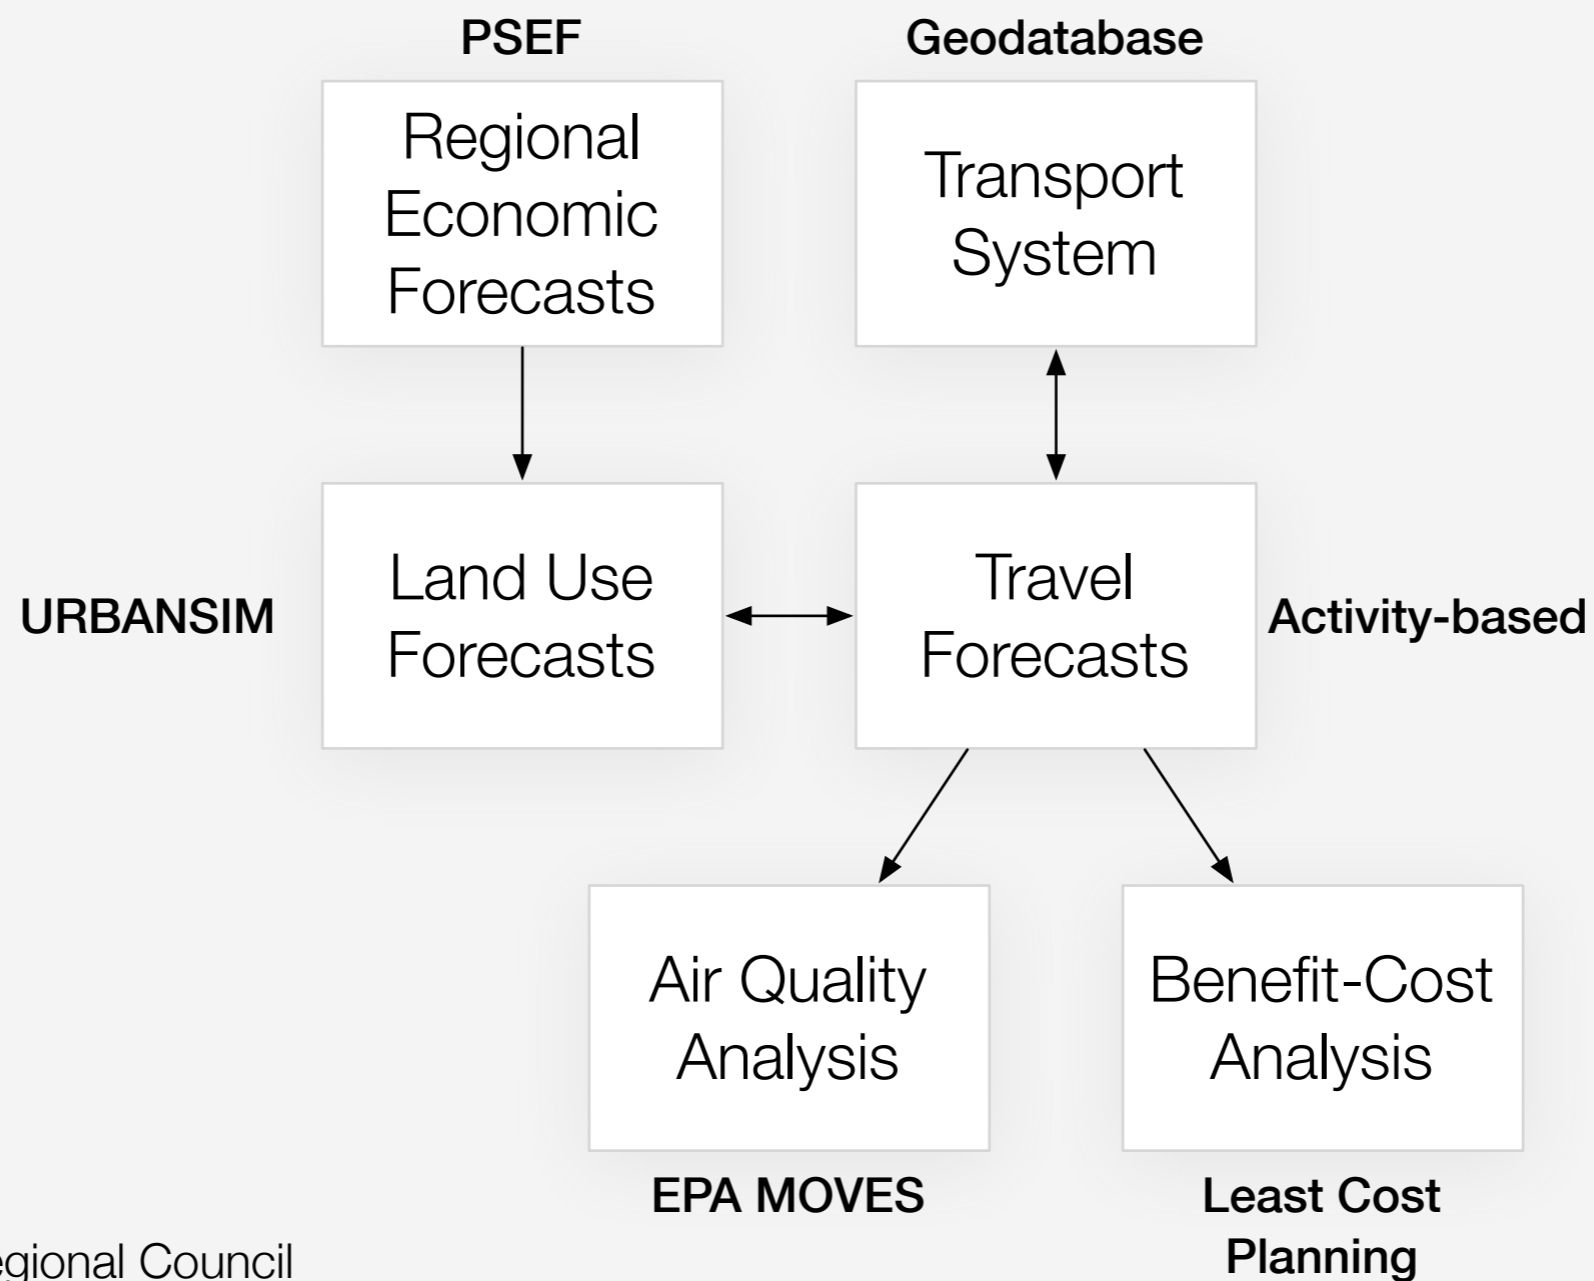 PSEF
Geodatabase
Regional
Economic
Forecasts
Transport
System
URBANSIM
Land Use
Forecasts
Travel
Forecasts
Activity-based
Air Quality
Analysis
Benefit-Cost
Analysis
EPA MOVES
Least Cost
Planning
Council